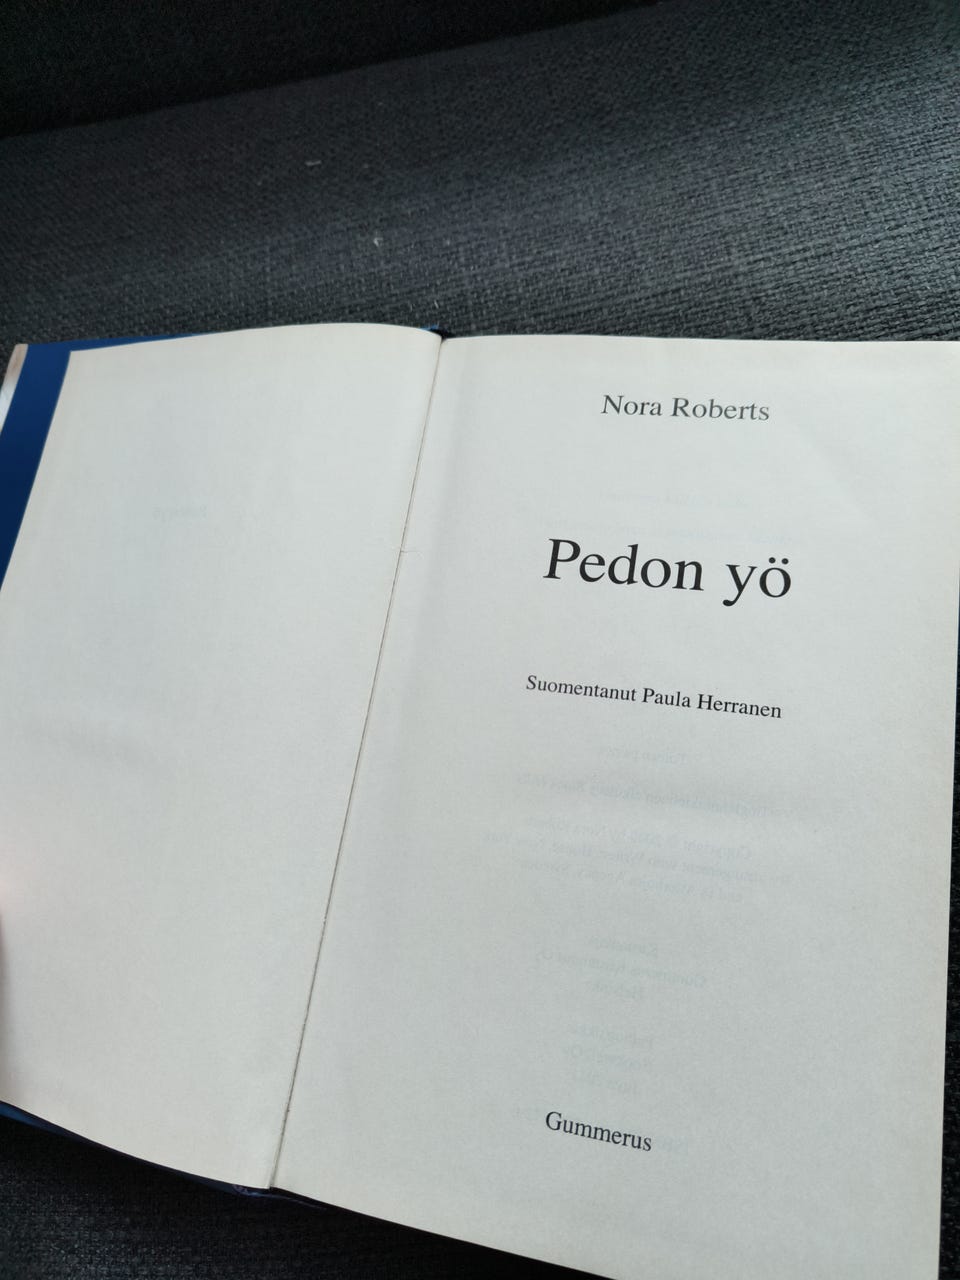 Nora Roberts
Pedon yö
Suomentanut Paula Herranen
Gummerus